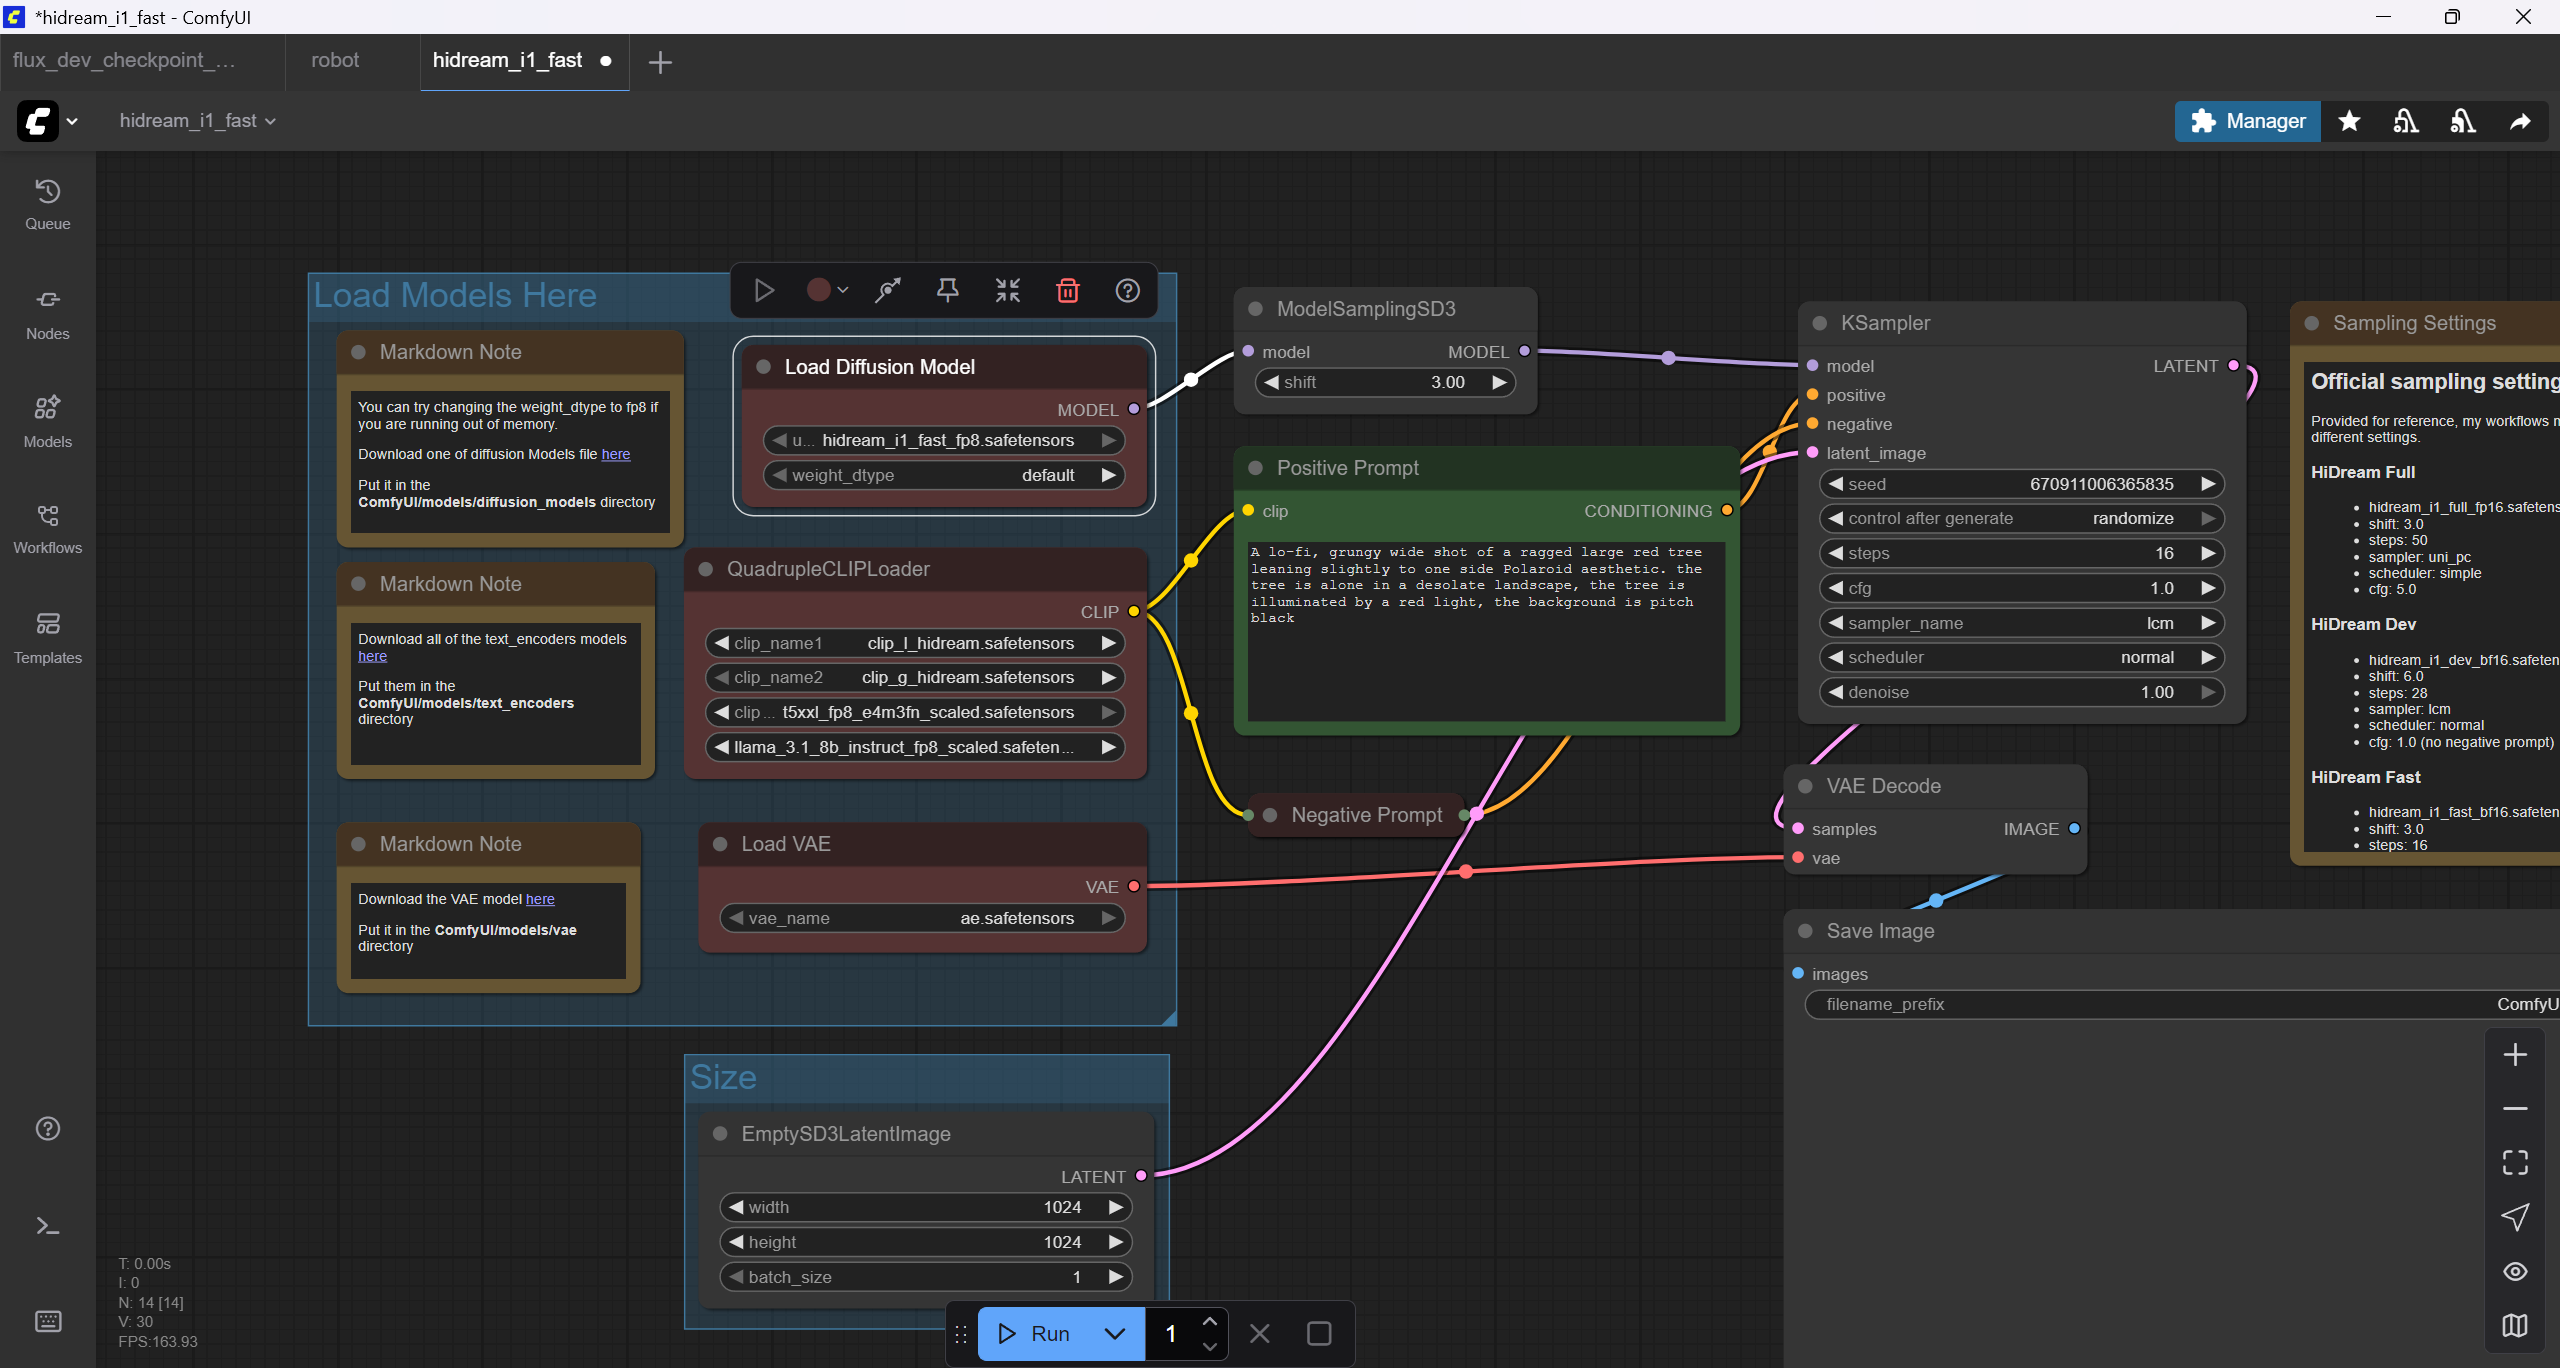 *hidream_i1_fast - ComfyUI
flux_dev_checkpoint_...
robot
hidream_i1_fast
hidream_i1_fast
Manager
Queue
Nodes
Models
Workflows
Templates
Load Models Here
Markdown Note
You can try changing the weight_dtype to fp8 if
you are running out of memory.
Download one of diffusion Models file here
Put it in the
ComfyUI/models/diffusion_models directory
Markdown Note
Download all of the text_encoders models
here
Put them in the
ComfyUI/models/text_encoders
directory
Markdown Note
Download the VAE model here
Put it in the ComfyUI/models/vae
directory
Load Diffusion Model
MODEL
u... hidream_i1_fast_fp8.safetensors
weight_dtype default
QuadrupleCLIPLoader
CLIP
clip_name1 clip_l_hidream.safetensors
clip_name2 clip_g_hidream.safetensors
clip... t5xxl_fp8_e4m3fn_scaled.safetensors
llama_3.1_8b_instruct_fp8_scaled.safeten...
Load VAE
VAE
vae_name ae.safetensors
Size
EmptySD3LatentImage
LATENT
width 1024
height 1024
batch_size 1
ModelSamplingSD3
model MODEL
shift 3.00
Positive Prompt
clip CONDITIONING
A lo-fi, grungy wide shot of a ragged large red tree
leaning slightly to one side Polaroid aesthetic. the
tree is alone in a desolate landscape, the tree is
illuminated by a red light, the background is pitch
black
Negative Prompt
KSampler
model LATENT
positive
negative
latent_image
seed 670911006365835
control after generate randomize
steps 16
cfg 1.0
sampler_name lcm
scheduler normal
denoise 1.00
VAE Decode
samples IMAGE
vae
Save Image
images
filename_prefix ComfyU
Sampling Settings
Official sampling setting
Provided for reference, my workflows
different settings.
HiDream Full
hidream_i1_full_fp16.safetens
shift: 3.0
steps: 50
sampler: uni_pc
scheduler: simple
cfg: 5.0
HiDream Dev
hidream_i1_dev_bf16.safeten
shift: 6.0
steps: 28
sampler: lcm
scheduler: normal
cfg: 1.0 (no negative prompt)
HiDream Fast
hidream_i1_fast_bf16.safeten
shift: 3.0
steps: 16
T: 0.00s
I: 0
N: 14 [14]
V: 30
FPS:163.93
Run 1